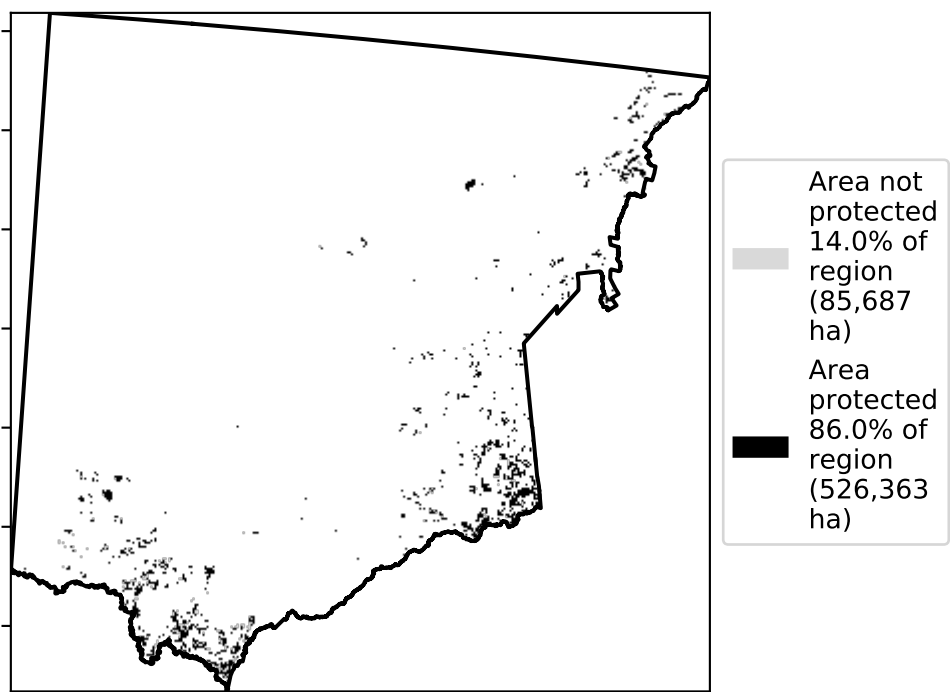 Area not
protected
14.0% of
region
(85,687
ha)
Area
protected
86.0% of
region
(526,363
ha)